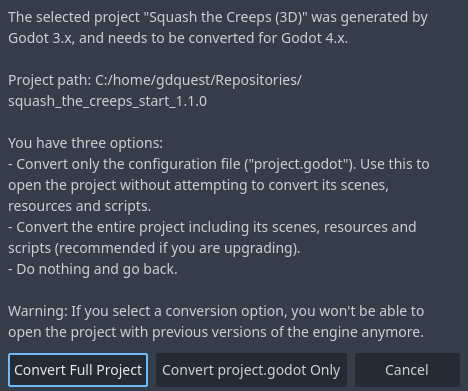 The selected project "Squash the Creeps (3D)" was generated by
Godot 3.x, and needs to be converted for Godot 4.x.
Project path: C:/home/gdquest/Repositories/
squash_the_creeps_start_1.1.0
You have three options:
- Convert only the configuration file ("project.godot"). Use this to
open the project without attempting to convert its scenes,
resources and scripts.
- Convert the entire project including its scenes, resources and
scripts (recommended if you are upgrading).
- Do nothing and go back.
Warning: If you select a conversion option, you won't be able to
open the project with previous versions of the engine anymore.
Convert Full Project
Convert project.godot Only
Cancel